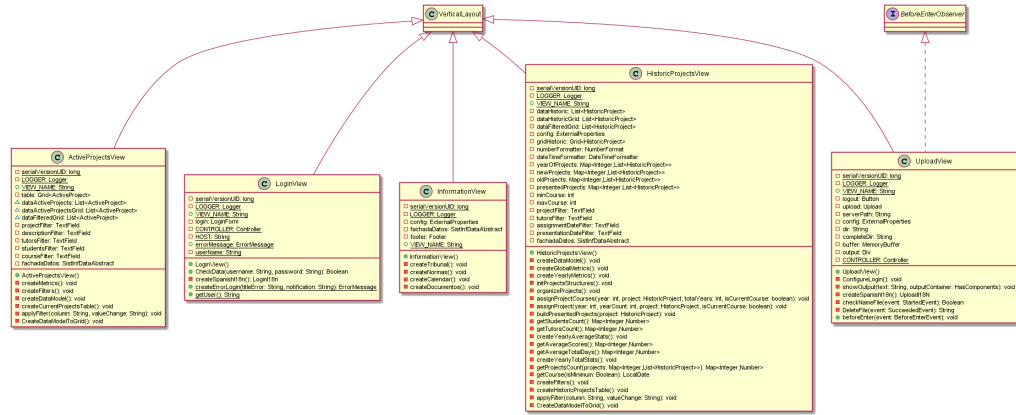 C VerticalLayout
I BeforeEnterObserver
C ActiveProjectsView
serialVersionUID: long
LOGGER: Logger
VIEW_NAME: String
table: Grid<ActiveProject>
dataActiveProjects: List<ActiveProject>
dataActiveProjectsGrid: List<ActiveProject>
dataFilteredGrid: List<ActiveProject>
projectFilter: TextField
descriptionFilter: TextField
tutorsFilter: TextField
studentsFilter: TextField
courseFilter: TextField
fachadaDatos: SistInfDataAbstract
ActiveProjectsView()
createMetrics(): void
createFilters(): void
createDataModel(): void
createCurrentProjectsTable(): void
applyFilter(column: String, valueChange: String): void
CreateDataModelToGrid(): void
C LoginView
serialVersionUID: long
LOGGER: Logger
VIEW_NAME: String
login: LoginForm
CONTROLLER: Controller
HOST: String
errorMessage: ErrorMessage
userName: String
LoginView()
CheckData(username: String, password: String): Boolean
createSpanishI18n(): LoginI18n
createErrorLogin(titleError: String, notification: String): ErrorMessage
getUser(): String
C InformationView
serialVersionUID: long
LOGGER: Logger
config: ExternalProperties
fachadaDatos: SistInfDataAbstract
footer: Footer
VIEW_NAME: String
InformationView()
createTribunal(): void
createNormas(): void
createCalendar(): void
createDocumentos(): void
C HistoricProjectsView
serialVersionUID: long
LOGGER: Logger
VIEW_NAME: String
dataHistoric: List<HistoricProject>
dataHistoricGrid: List<HistoricProject>
dataFilteredGrid: List<HistoricProject>
config: ExternalProperties
gridHistoric: Grid<HistoricProject>
numberFormatter: NumberFormat
dateTimeFormatter: DateTimeFormatter
yearOfProjects: Map<Integer,List<HistoricProject>>
newProjects: Map<Integer,List<HistoricProject>>
oldProjects: Map<Integer,List<HistoricProject>>
presentedProjects: Map<Integer,List<HistoricProject>>
minCourse: int
maxCourse: int
projectFilter: TextField
tutorsFilter: TextField
assignmentDateFilter: TextField
presentationDateFilter: TextField
fachadaDatos: SistInfDataAbstract
HistoricProjectsView()
createDataModel(): void
createGlobalMetrics(): void
createYearlyMetrics(): void
initProjectsStructures(): void
organizeProjects(): void
assignProjectCourses(year: int, project: HistoricProject, totalYears: int, isCurrentCourse: boolean): void
assignProject(year: int, yearCount: int, project: HistoricProject, isCurrentCourse: boolean): void
buildPresentedProjects(project: HistoricProject): void
getStudentsCount(): Map<Integer,Number>
getTutorsCount(): Map<Integer,Number>
createYearlyAverageStats(): void
getAverageScores(): Map<Integer,Number>
getAverageTotalDays(): Map<Integer,Number>
createYearlyTotalStats(): void
getProjectsCount(projects: Map<Integer,List<HistoricProject>>): Map<Integer,Number>
getCourse(isMinimum: Boolean): LocalDate
createFilters(): void
createHistoricProjectsTable(): void
applyFilter(column: String, valueChange: String): void
CreateDataModelToGrid(): void
C UploadView
serialVersionUID: long
LOGGER: Logger
VIEW_NAME: String
logout: Button
upload: Upload
serverPath: String
config: ExternalProperties
dir: String
completeDir: String
buffer: MemoryBuffer
output: Div
CONTROLLER: Controller
UploadView()
ConfigureLogin(): void
showOutput(text: String, outputContainer: HasComponents): void
createSpanishI18n(): UploadI18N
checkNameFile(event: StartedEvent): Boolean
DeleteFile(event: SucceededEvent): String
beforeEnter(event: BeforeEnterEvent): void